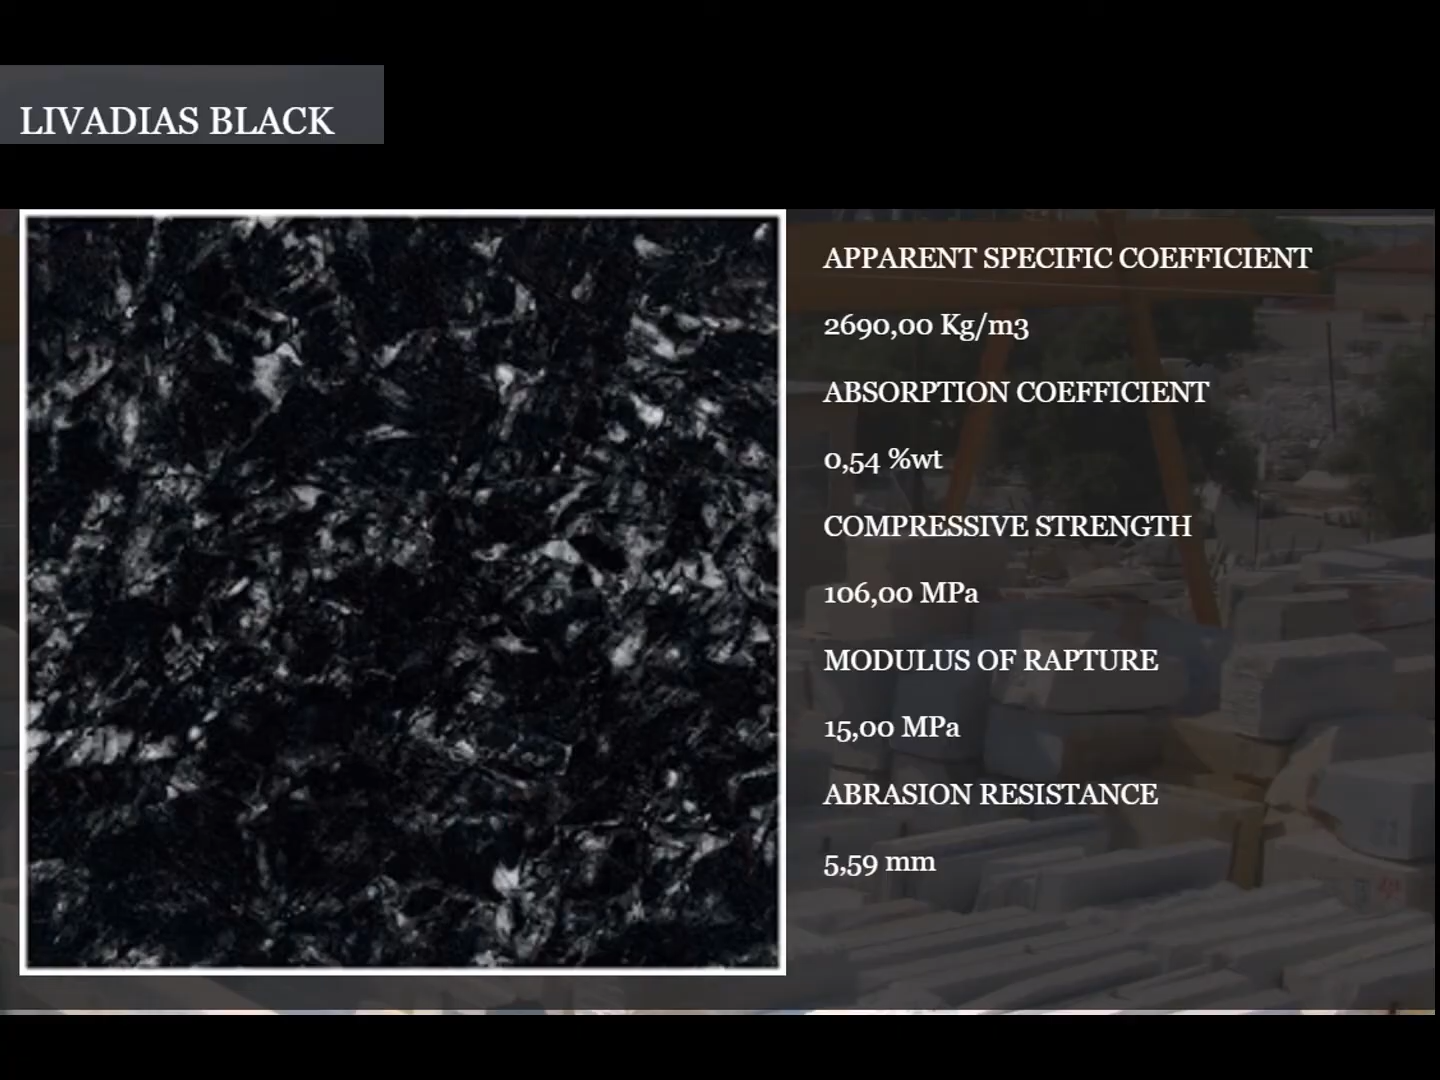 LIVADIAS BLACK
APPARENT SPECIFIC COEFFICIENT
2690,00 Kg/m3
ABSORPTION COEFFICIENT
0,54 %wt
COMPRESSIVE STRENGTH
106,00 MPa
MODULUS OF RAPTURE
15,00 MPa
ABRASION RESISTANCE
5,59 mm